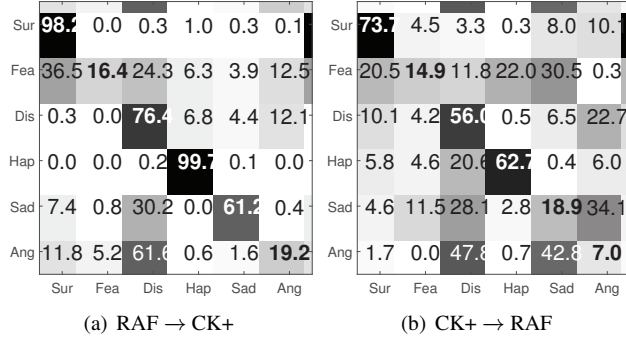 Sur 98.2 0.0 0.3 1.0 0.3 0.1
Fea 36.5 16.4 24.3 6.3 3.9 12.5
Dis 0.3 0.0 76.4 6.8 4.4 12.1
Hap 0.0 0.0 0.2 99.7 0.1 0.0
Sad 7.4 0.8 30.2 0.0 61.2 0.4
Ang 11.8 5.2 61.6 0.6 1.6 19.2
Sur Fea Dis Hap Sad Ang
(a) RAF → CK+
Sur 73.7 4.5 3.3 0.3 8.0 10.1
Fea 20.5 14.9 11.8 22.0 30.5 0.3
Dis 10.1 4.2 56.0 0.5 6.5 22.7
Hap 5.8 4.6 20.6 62.7 0.4 6.0
Sad 4.6 11.5 28.1 2.8 18.9 34.1
Ang 1.7 0.0 47.8 0.7 42.8 7.0
Sur Fea Dis Hap Sad Ang
(b) CK+ → RAF